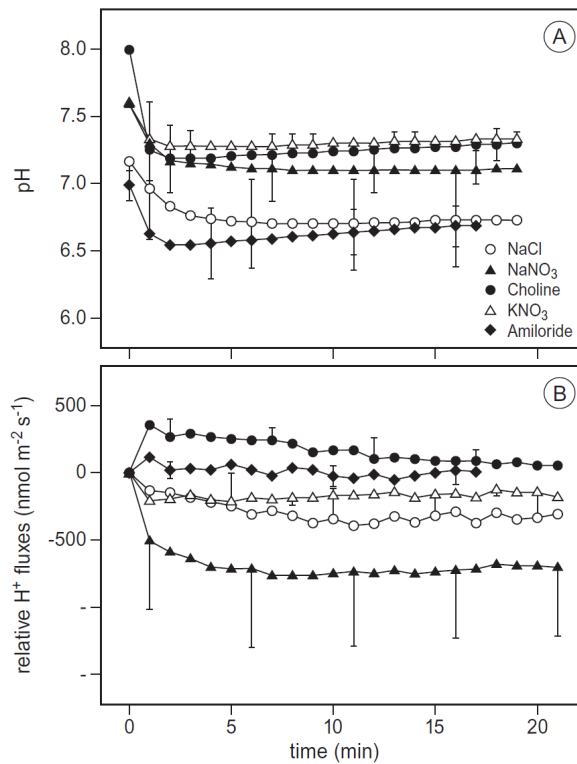 A
8.0
7.5
7.0
6.5
6.0
pH
NaCl
NaNO₃
Choline
KNO₃
Amiloride
B
500
0
-500
-
-
relative H⁺ fluxes (nmol m⁻² s⁻¹)
0
5
10
15
20
time (min)